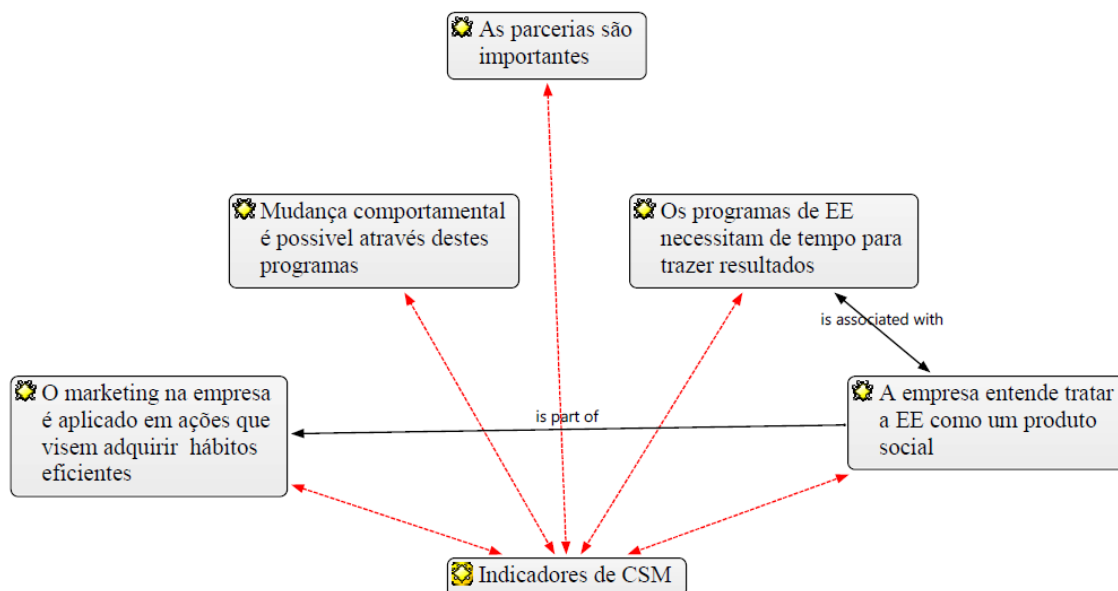 As parcerias são
importantes
Mudança comportamental
é possivel através destes
programas
Os programas de EE
necessitam de tempo para
trazer resultados
is associated with
O marketing na empresa
é aplicado em ações que
visem adquirir hábitos
eficientes
is part of
A empresa entende tratar
a EE como um produto
social
Indicadores de CSM